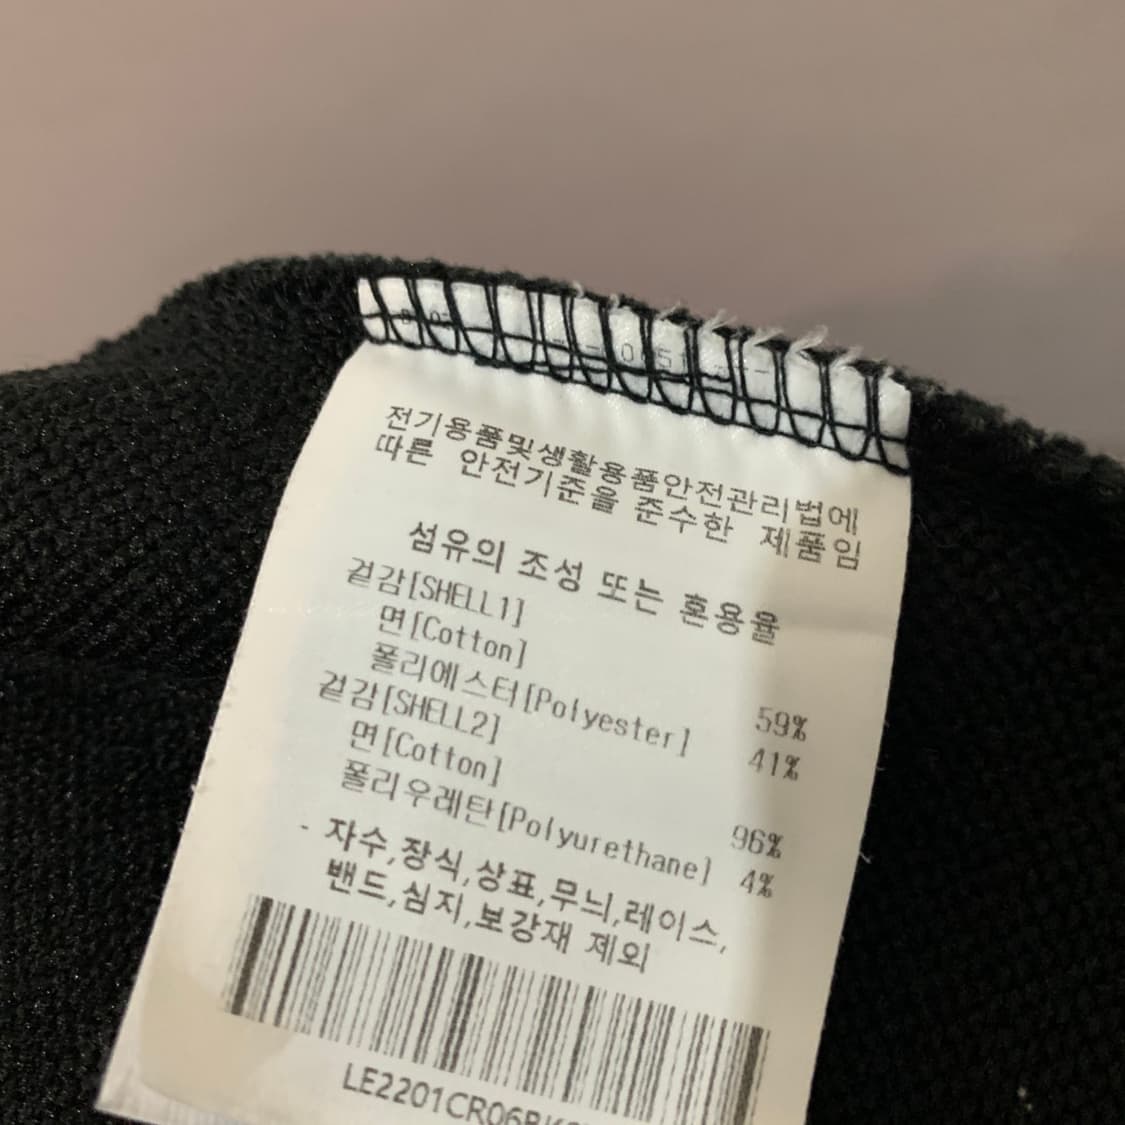 전기용품및생활용품안전관리법에
따른 안전기준을 준수한 제품임
섬유의 조성 또는 혼용율
겉감[SHELL1]
면[Cotton] 59%
폴리에스터[Polyester] 41%
겉감[SHELL2]
면[Cotton] 96%
폴리우레탄[Polyurethane] 4%
- 자수,장식,상표,무늬,레이스,
밴드,심지,보강재 제외